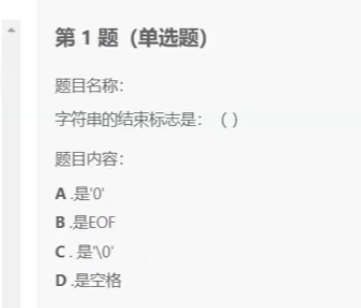 第 1 题（单选题）
题目名称：
字符串的结束标志是：（ ）
题目内容：
A .是'0'
B .是EOF
C . 是'\0'
D .是空格